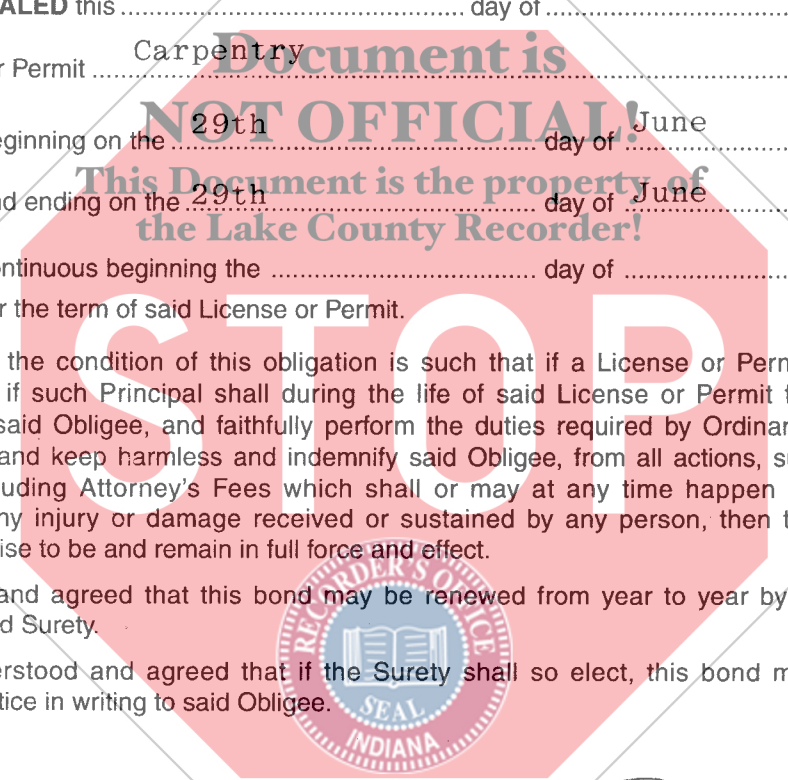 ALED this ........ day of ........
Carpentry
r Permit ........
Document is
NOT OFFICIAL!
eginning on the 29th day of June
This Document is the property of
nd ending on the 29th day of June
the Lake County Recorder!
ntinuous beginning the ........ day of ........
r the term of said License or Permit.
STOP
the condition of this obligation is such that if a License or Perm
if such Principal shall during the life of said License or Permit f
said Obligee, and faithfully perform the duties required by Ordinar
and keep harmless and indemnify said Obligee, from all actions, su
uding Attorney's Fees which shall or may at any time happen
ny injury or damage received or sustained by any person, then t
ise to be and remain in full force and effect.
and agreed that this bond may be renewed from year to year by
d Surety.
erstood and agreed that if the Surety shall so elect, this bond m
tice in writing to said Obligee.
RECORDER'S OFFICE
SEAL
INDIANA